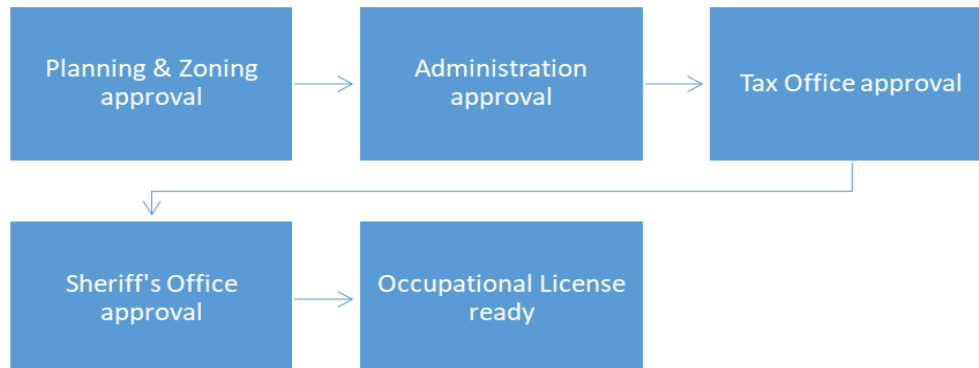 Planning & Zoning
approval
Administration
approval
Tax Office approval
Sheriff's Office
approval
Occupational License
ready